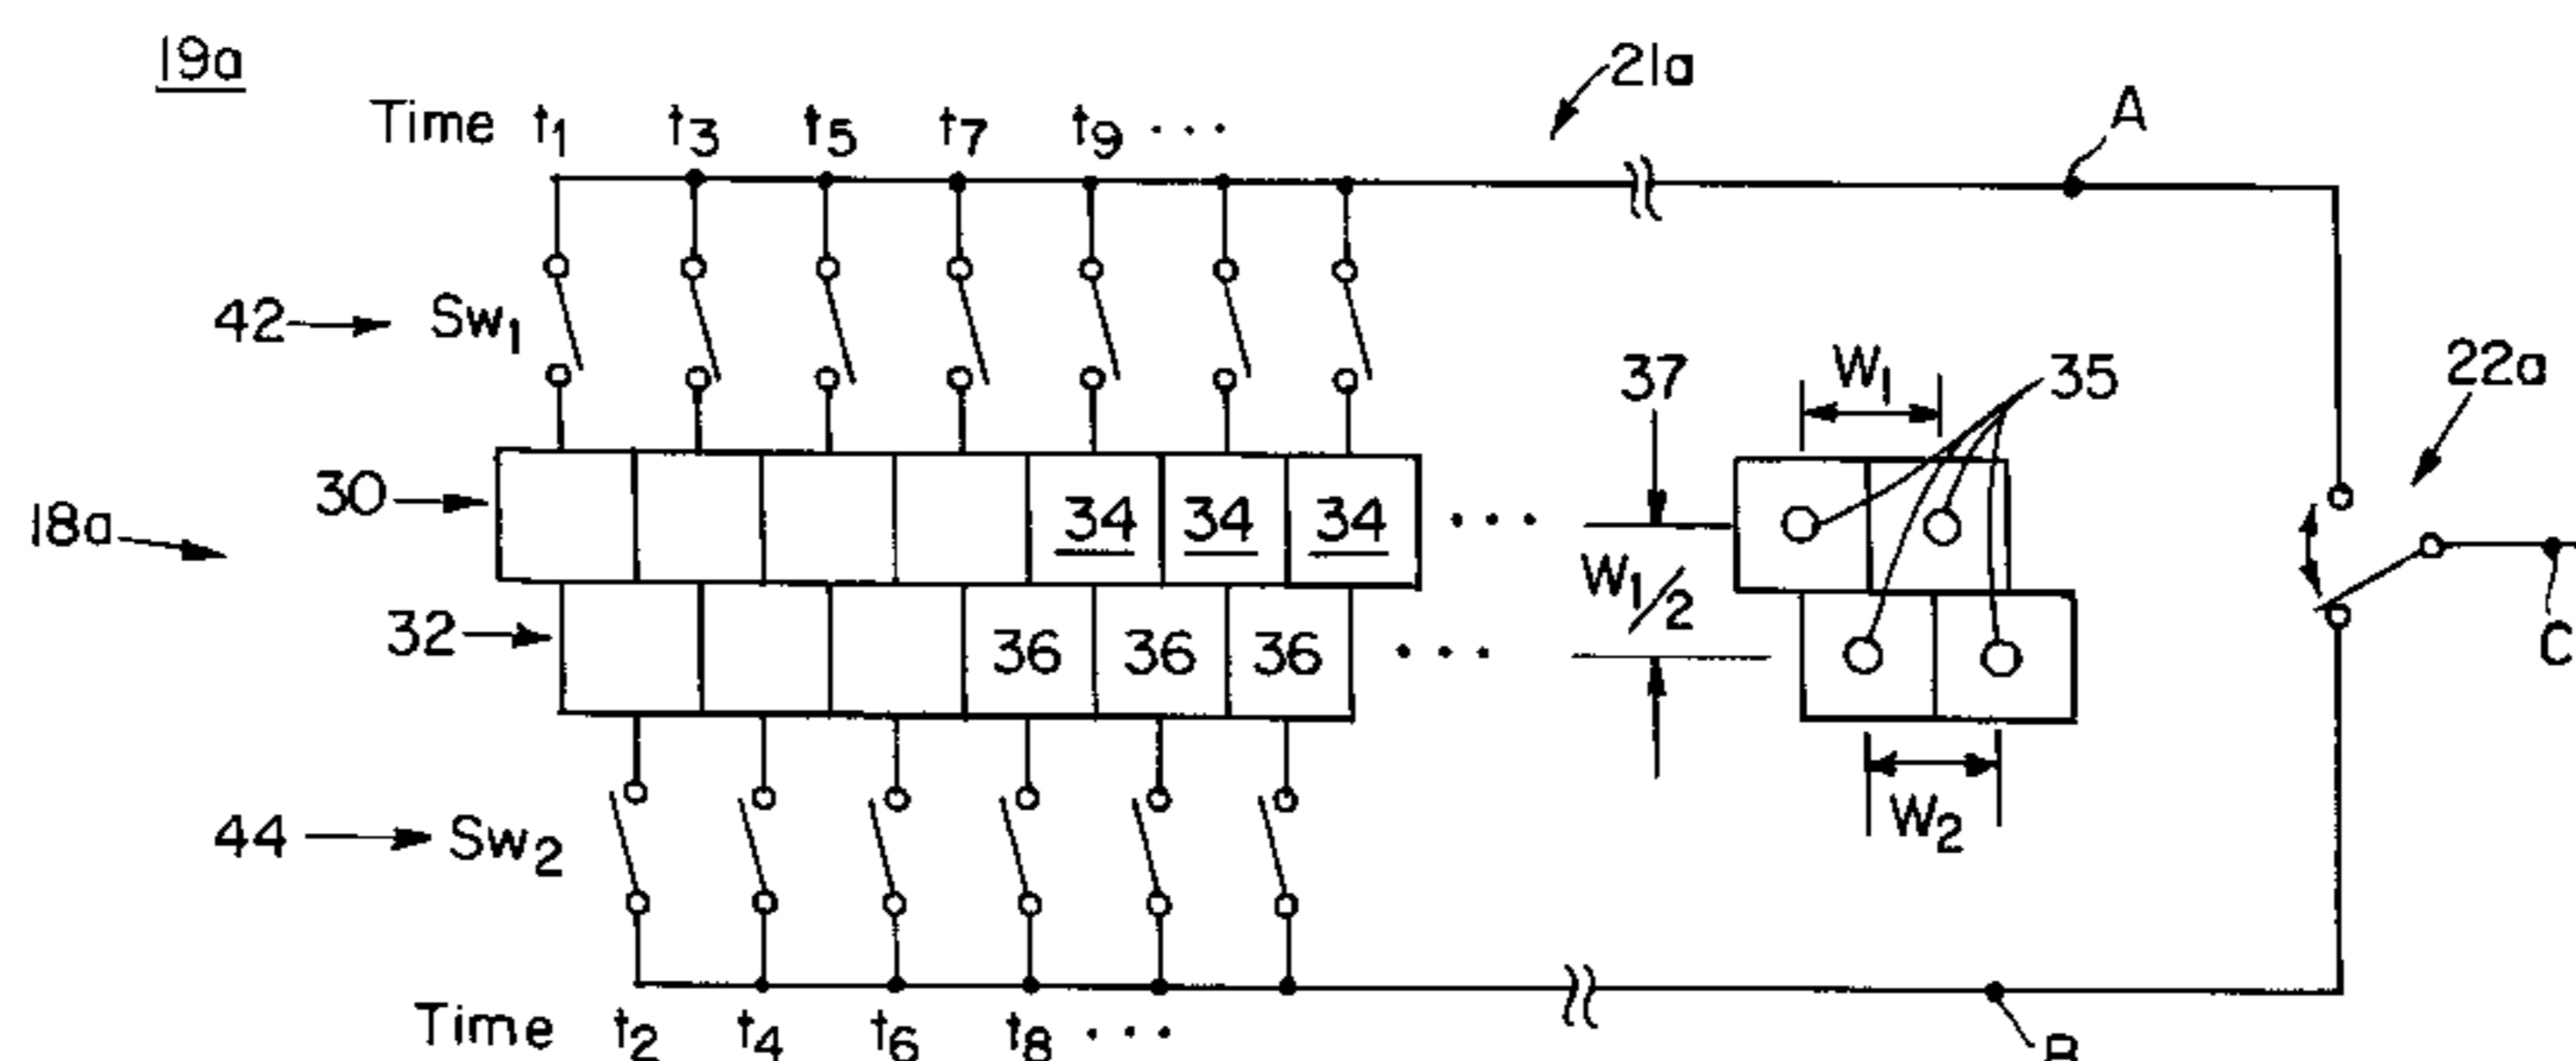 19a
21a
A
Time t1 t3 t5 t7 t9 ...
42 Sw1
37
W1
35
22a
30
34 34 34 ...
18a
W1/2
32
36 36 36 ...
C
44 Sw2
W2
Time t2 t4 t6 t8 ...
B